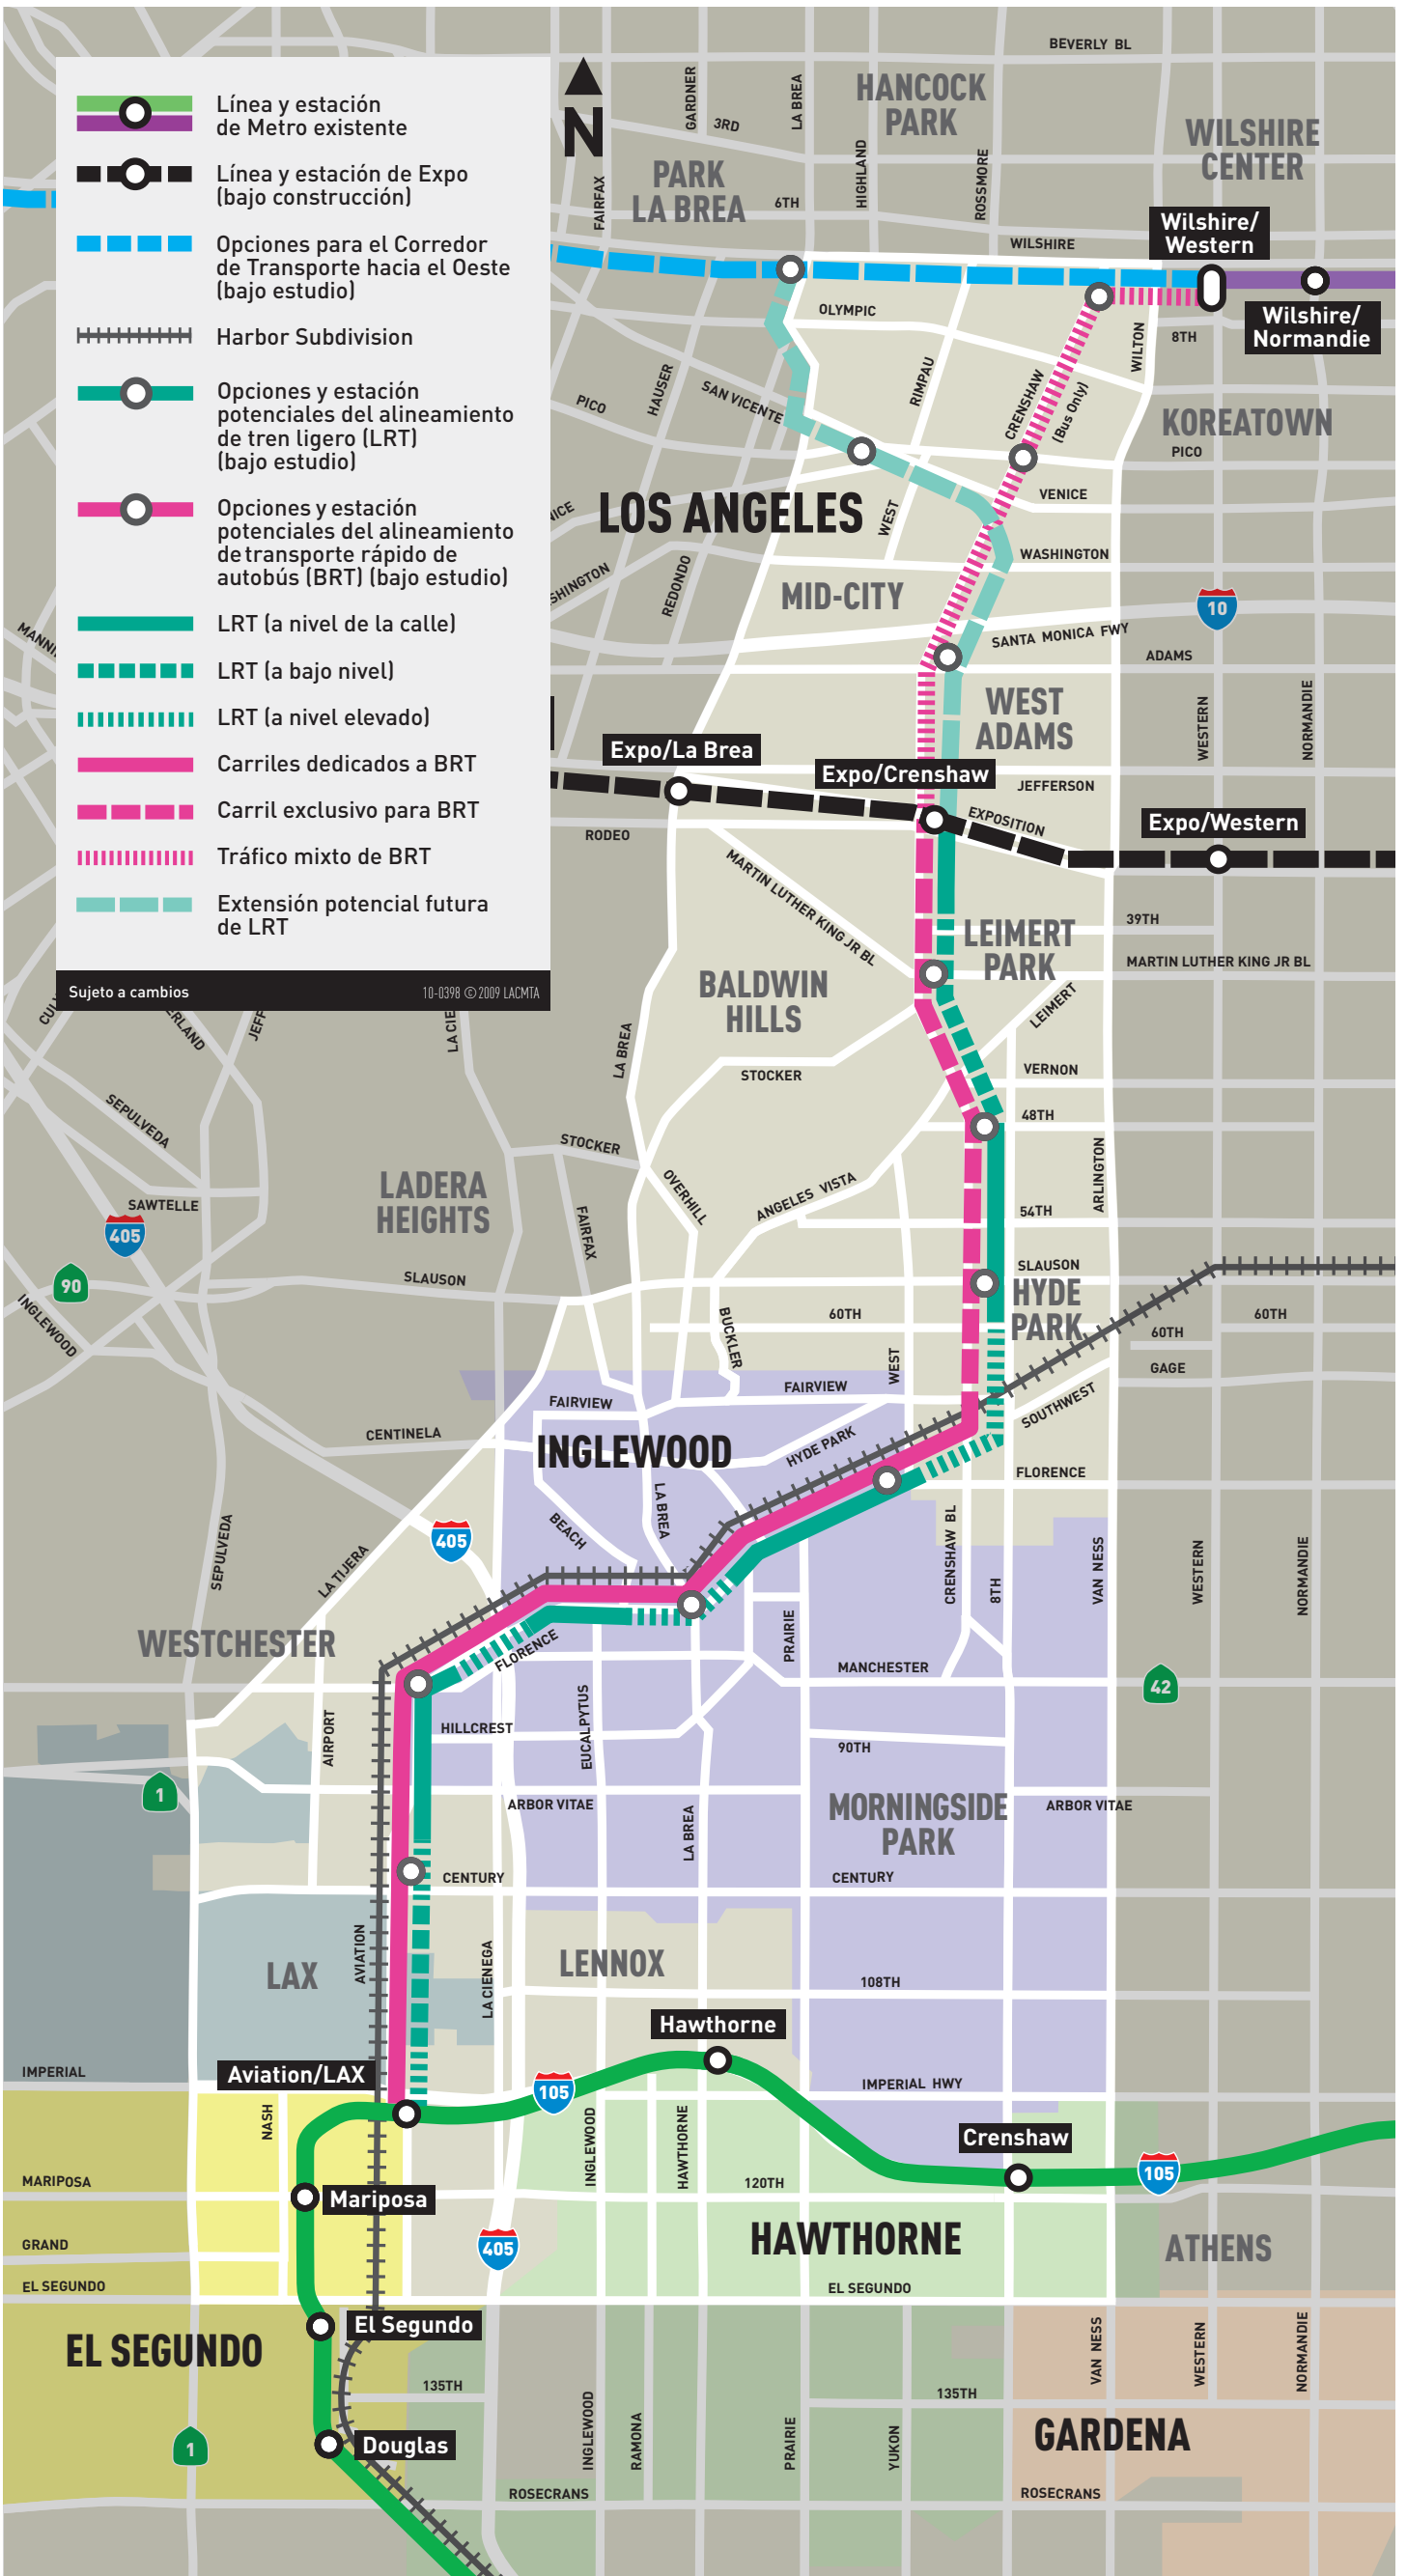 Línea y estación
de Metro existente
Línea y estación de Expo
(bajo construcción)
Opciones para el Corredor
de Transporte hacia el Oeste
(bajo estudio)
Harbor Subdivision
Opciones y estación
potenciales del alineamiento
de tren ligero (LRT)
(bajo estudio)
Opciones y estación
potenciales del alineamiento
de transporte rápido de
autobús (BRT) (bajo estudio)
LRT (a nivel de la calle)
LRT (a bajo nivel)
LRT (a nivel elevado)
Carriles dedicados a BRT
Carril exclusivo para BRT
Tráfico mixto de BRT
Extensión potencial futura
de LRT
Sujeto a cambios
10-0398 © 2009 LACMTA
N
BEVERLY BL
GARDNER
3RD
LA BREA
HANCOCK
PARK
HIGHLAND
ROSSMORE
WILSHIRE
CENTER
PARK
LA BREA
FAIRFAX
6TH
WILSHIRE
Wilshire/
Western
Wilshire/
Normandie
OLYMPIC
8TH
WILTON
HAUSER
SAN VICENTE
PICO
RIMPAU
CRENSHAW
(Bus Only)
KOREATOWN
PICO
VENICE
LOS ANGELES
WEST
WASHINGTON
REDONDO
MID-CITY
10
SANTA MONICA FWY
ADAMS
WEST
ADAMS
WESTERN
NORMANDIE
Expo/La Brea
Expo/Crenshaw
JEFFERSON
RODEO
EXPOSITION
Expo/Western
MARTIN LUTHER KING JR BL
39TH
LEIMERT
PARK
MARTIN LUTHER KING JR BL
BALDWIN
HILLS
LEIMERT
LA BREA
STOCKER
VERNON
48TH
SEPULVEDA
STOCKER
OVERHILL
ANGELES VISTA
ARLINGTON
LADERA
HEIGHTS
SAWTELLE
405
FAIRFAX
54TH
90
SLAUSON
SLAUSON
HYDE
PARK
INGLEWOOD
BUCKLER
60TH
60TH
60TH
WEST
GAGE
FAIRVIEW
FAIRVIEW
SOUTHWEST
CENTINELA
INGLEWOOD
HYDE PARK
FLORENCE
LA BREA
BEACH
405
SEPULVEDA
LA TIJERA
CRENSHAW BL
8TH
VAN NESS
WESTERN
NORMANDIE
WESTCHESTER
FLORENCE
PRAIRIE
MANCHESTER
42
AIRPORT
HILLCREST
EUCALPYTUS
90TH
1
ARBOR VITAE
MORNINGSIDE
PARK
ARBOR VITAE
LA BREA
CENTURY
CENTURY
LAX
AVIATION
LA CIENEGA
LENNOX
108TH
Hawthorne
IMPERIAL
Aviation/LAX
105
IMPERIAL HWY
NASH
INGLEWOOD
HAWTHORNE
Crenshaw
105
MARIPOSA
Mariposa
120TH
GRAND
405
HAWTHORNE
ATHENS
EL SEGUNDO
EL SEGUNDO
EL SEGUNDO
El Segundo
VAN NESS
WESTERN
NORMANDIE
135TH
135TH
1
Douglas
INGLEWOOD
RAMONA
PRAIRIE
YUKON
GARDENA
ROSECRANS
ROSECRANS